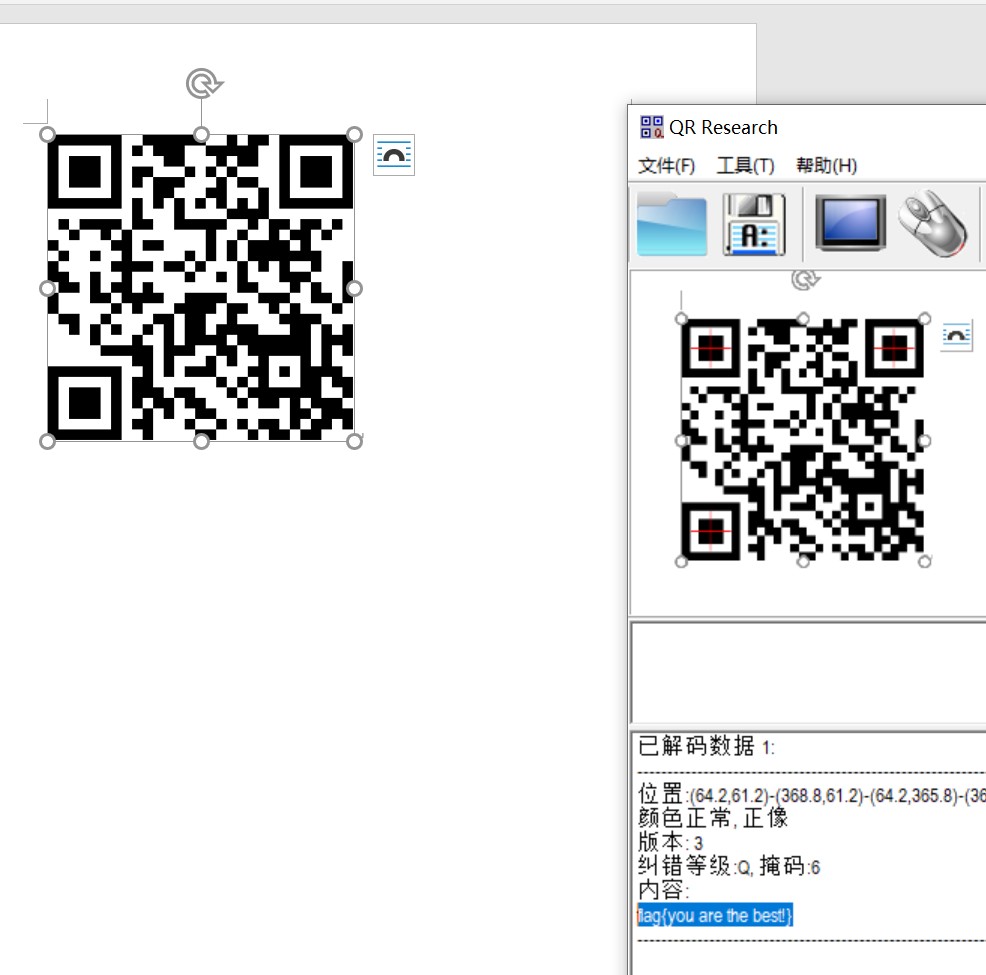 QR Research
文件(F) 工具(T) 帮助(H)
A:
已解码数据 1:
位置:(64.2,61.2)-(368.8,61.2)-(64.2,365.8)-(36
颜色正常, 正像
版本: 3
纠错等级:Q, 掩码:6
内容:
flag{you are the best!}